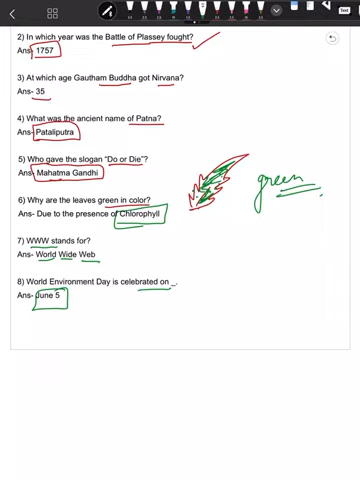 2) In which year was the Battle of Plassey fought?
Ans- 1757
3) At which age Gautham Buddha got Nirvana?
Ans- 35
4) What was the ancient name of Patna?
Ans- Pataliputra
5) Who gave the slogan “Do or Die”?
Ans- Mahatma Gandhi
6) Why are the leaves green in color?
green
Ans- Due to the presence of Chlorophyll
7) WWW stands for?
Ans- World Wide Web
8) World Environment Day is celebrated on _.
Ans- June 5